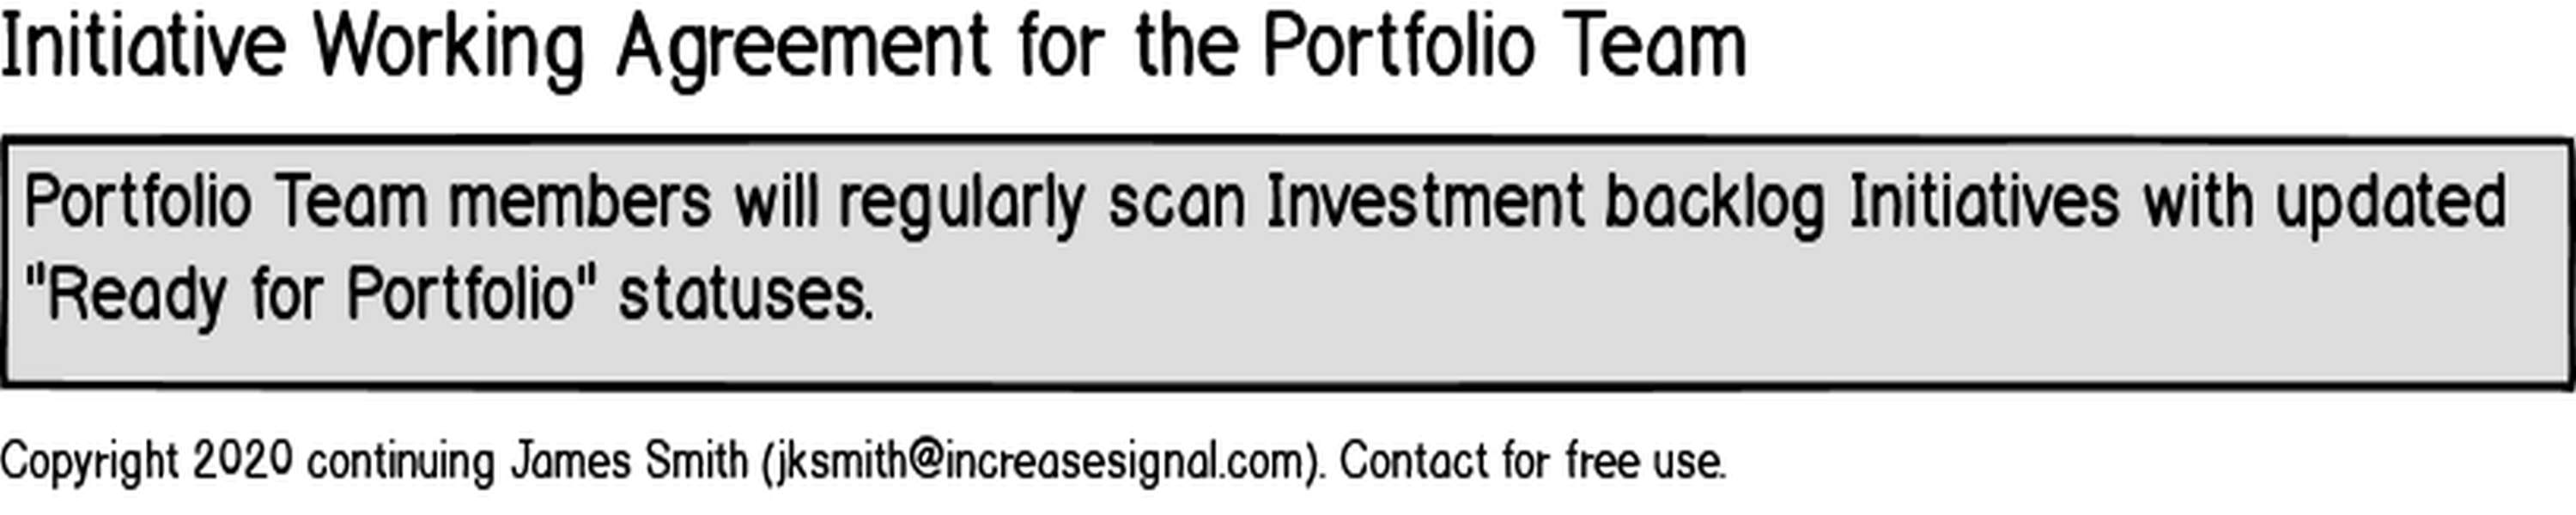 Initiative Working Agreement for the Portfolio Team
Portfolio Team members will regularly scan Investment backlog Initiatives with updated
"Ready for Portfolio" statuses.
Copyright 2020 continuing James Smith (jksmith@increasesignal.com). Contact for free use.